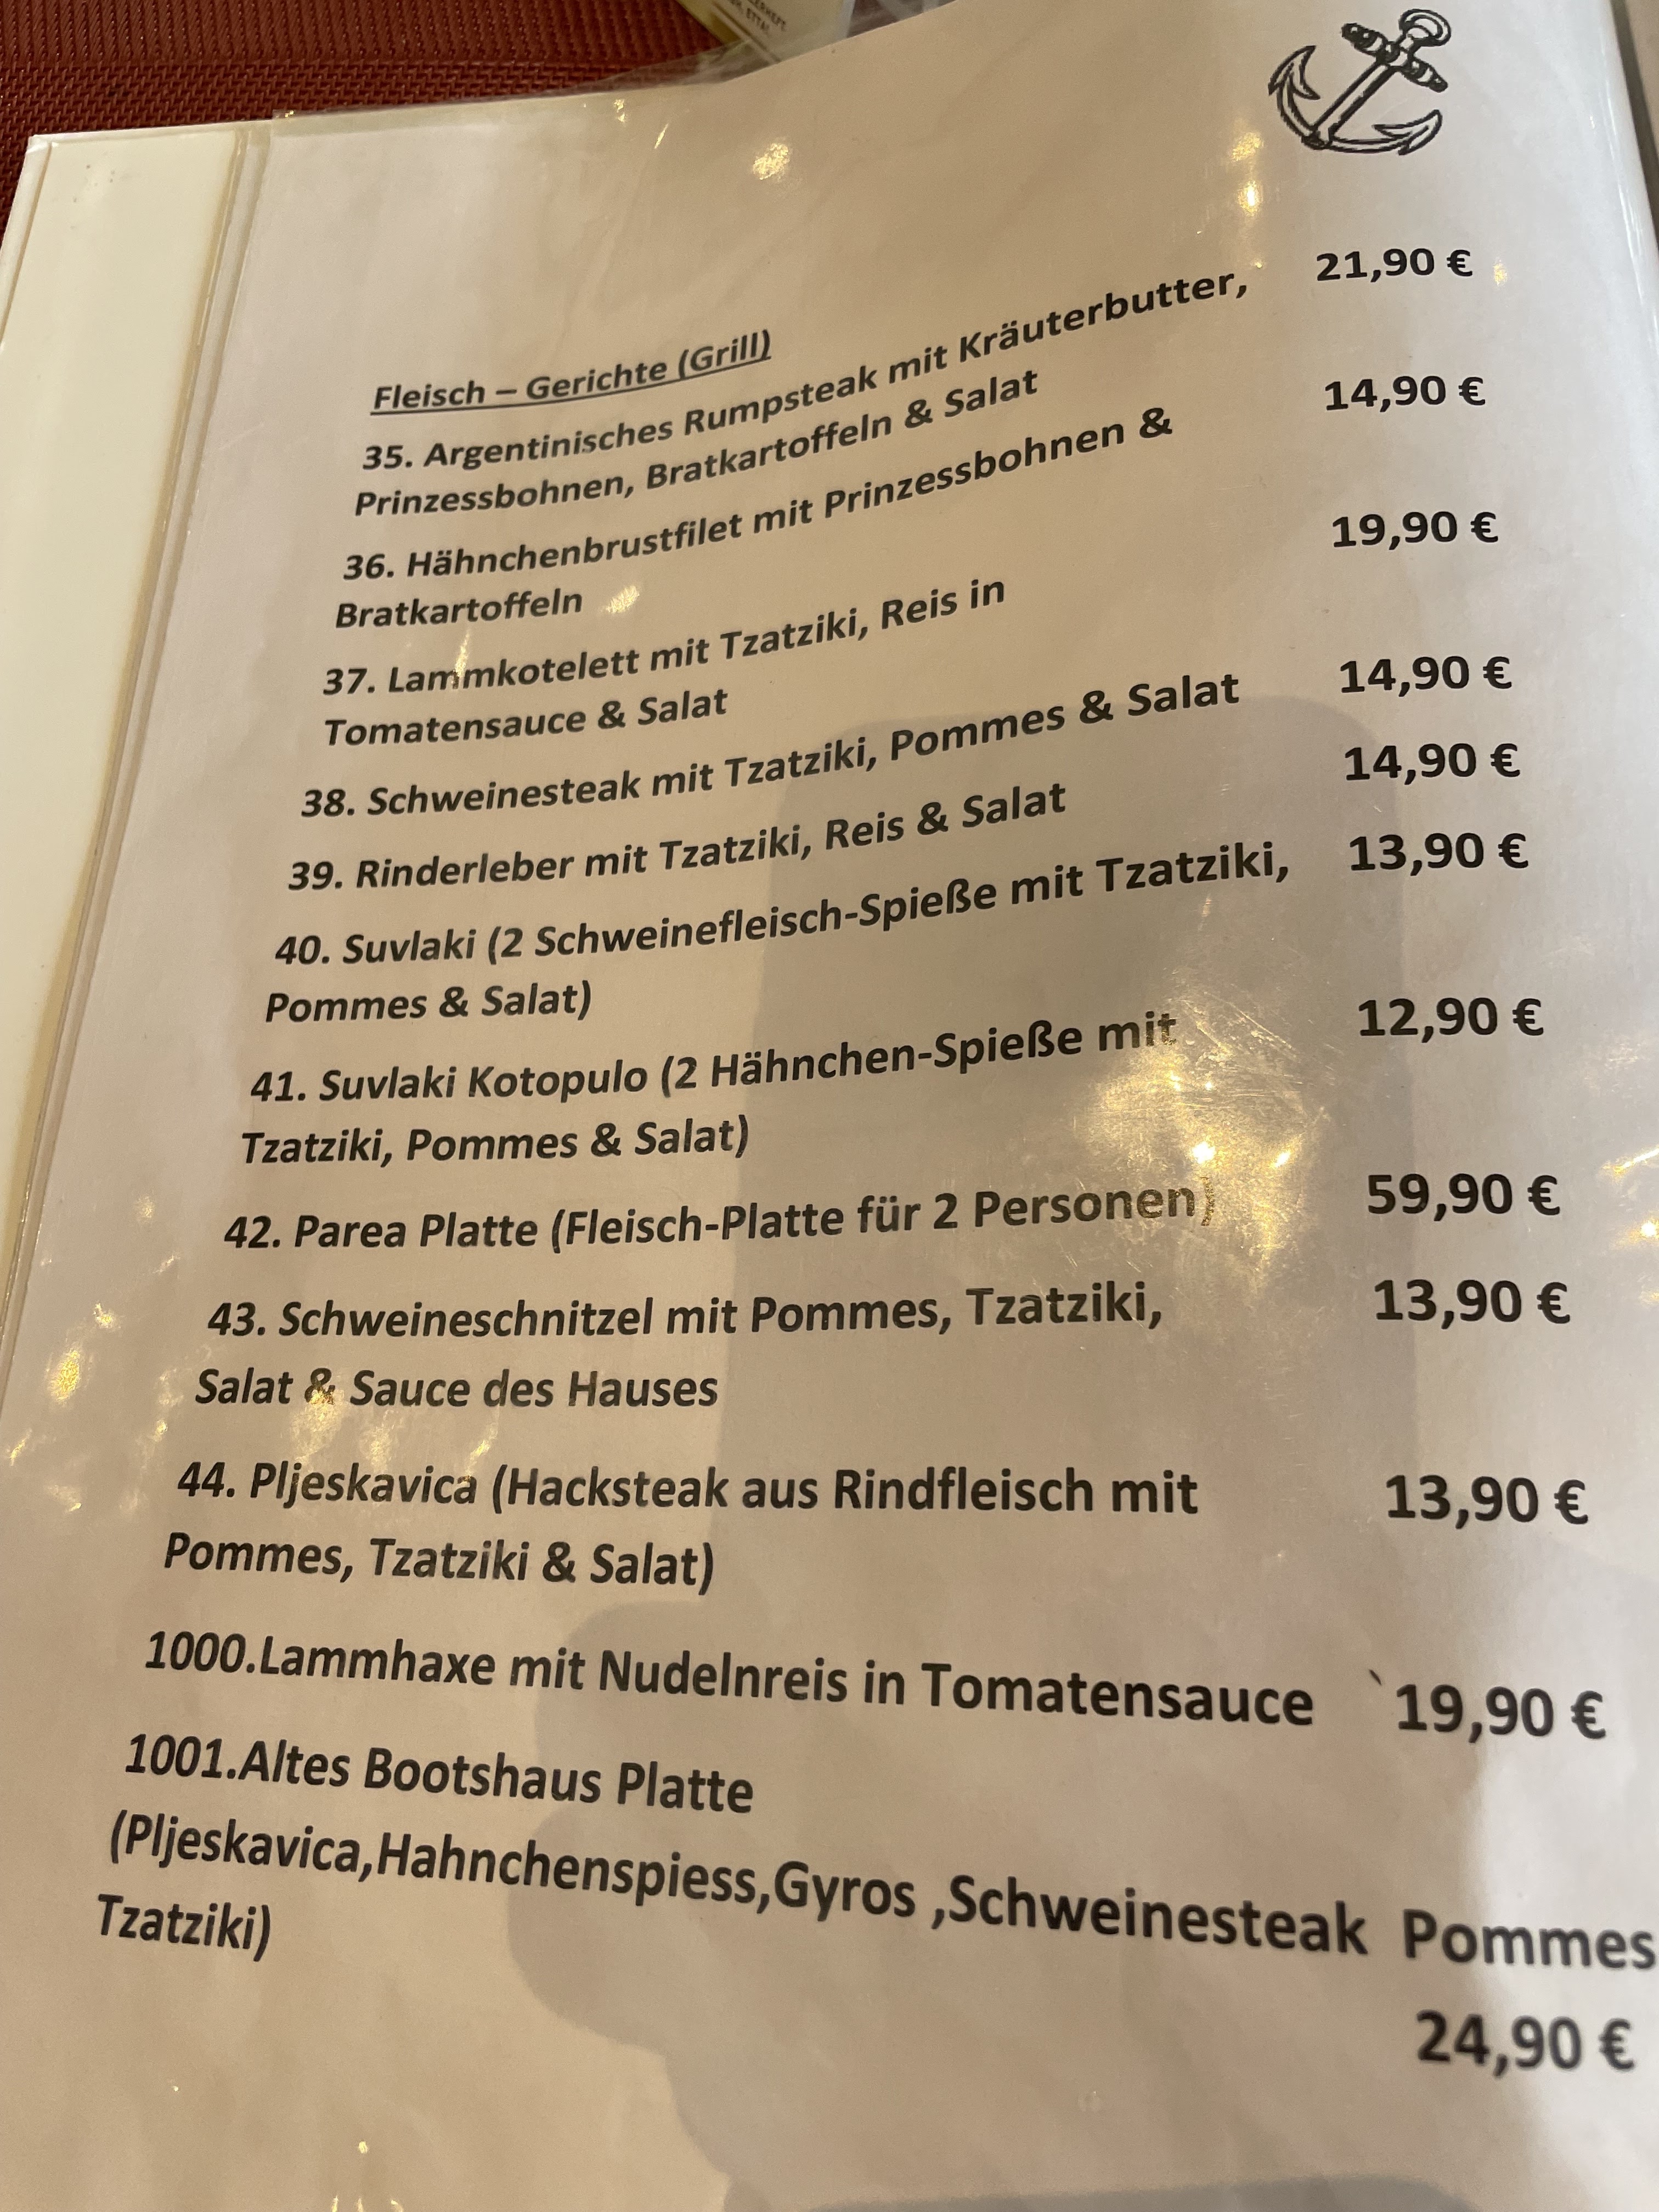 Fleisch – Gerichte (Grill)
35. Argentinisches Rumpsteak mit Kräuterbutter, 21,90 €
Prinzessbohnen, Bratkartoffeln & Salat
36. Hähnchenbrustfilet mit Prinzessbohnen & 14,90 €
Bratkartoffeln
37. Lammkotelett mit Tzatziki, Reis in 19,90 €
Tomatensauce & Salat
38. Schweinesteak mit Tzatziki, Pommes & Salat 14,90 €
39. Rinderleber mit Tzatziki, Reis & Salat 14,90 €
40. Suvlaki (2 Schweinefleisch-Spieße mit Tzatziki, 13,90 €
Pommes & Salat)
41. Suvlaki Kotopulo (2 Hähnchen-Spieße mit 12,90 €
Tzatziki, Pommes & Salat)
42. Parea Platte (Fleisch-Platte für 2 Personen) 59,90 €
43. Schweineschnitzel mit Pommes, Tzatziki, 13,90 €
Salat & Sauce des Hauses
44. Pljeskavica (Hacksteak aus Rindfleisch mit 13,90 €
Pommes, Tzatziki & Salat)
1000.Lammhaxe mit Nudelnreis in Tomatensauce `19,90 €
1001.Altes Bootshaus Platte
(Pljeskavica,Hahnchenspiess,Gyros ,Schweinesteak Pommes
Tzatziki)
24,90 €